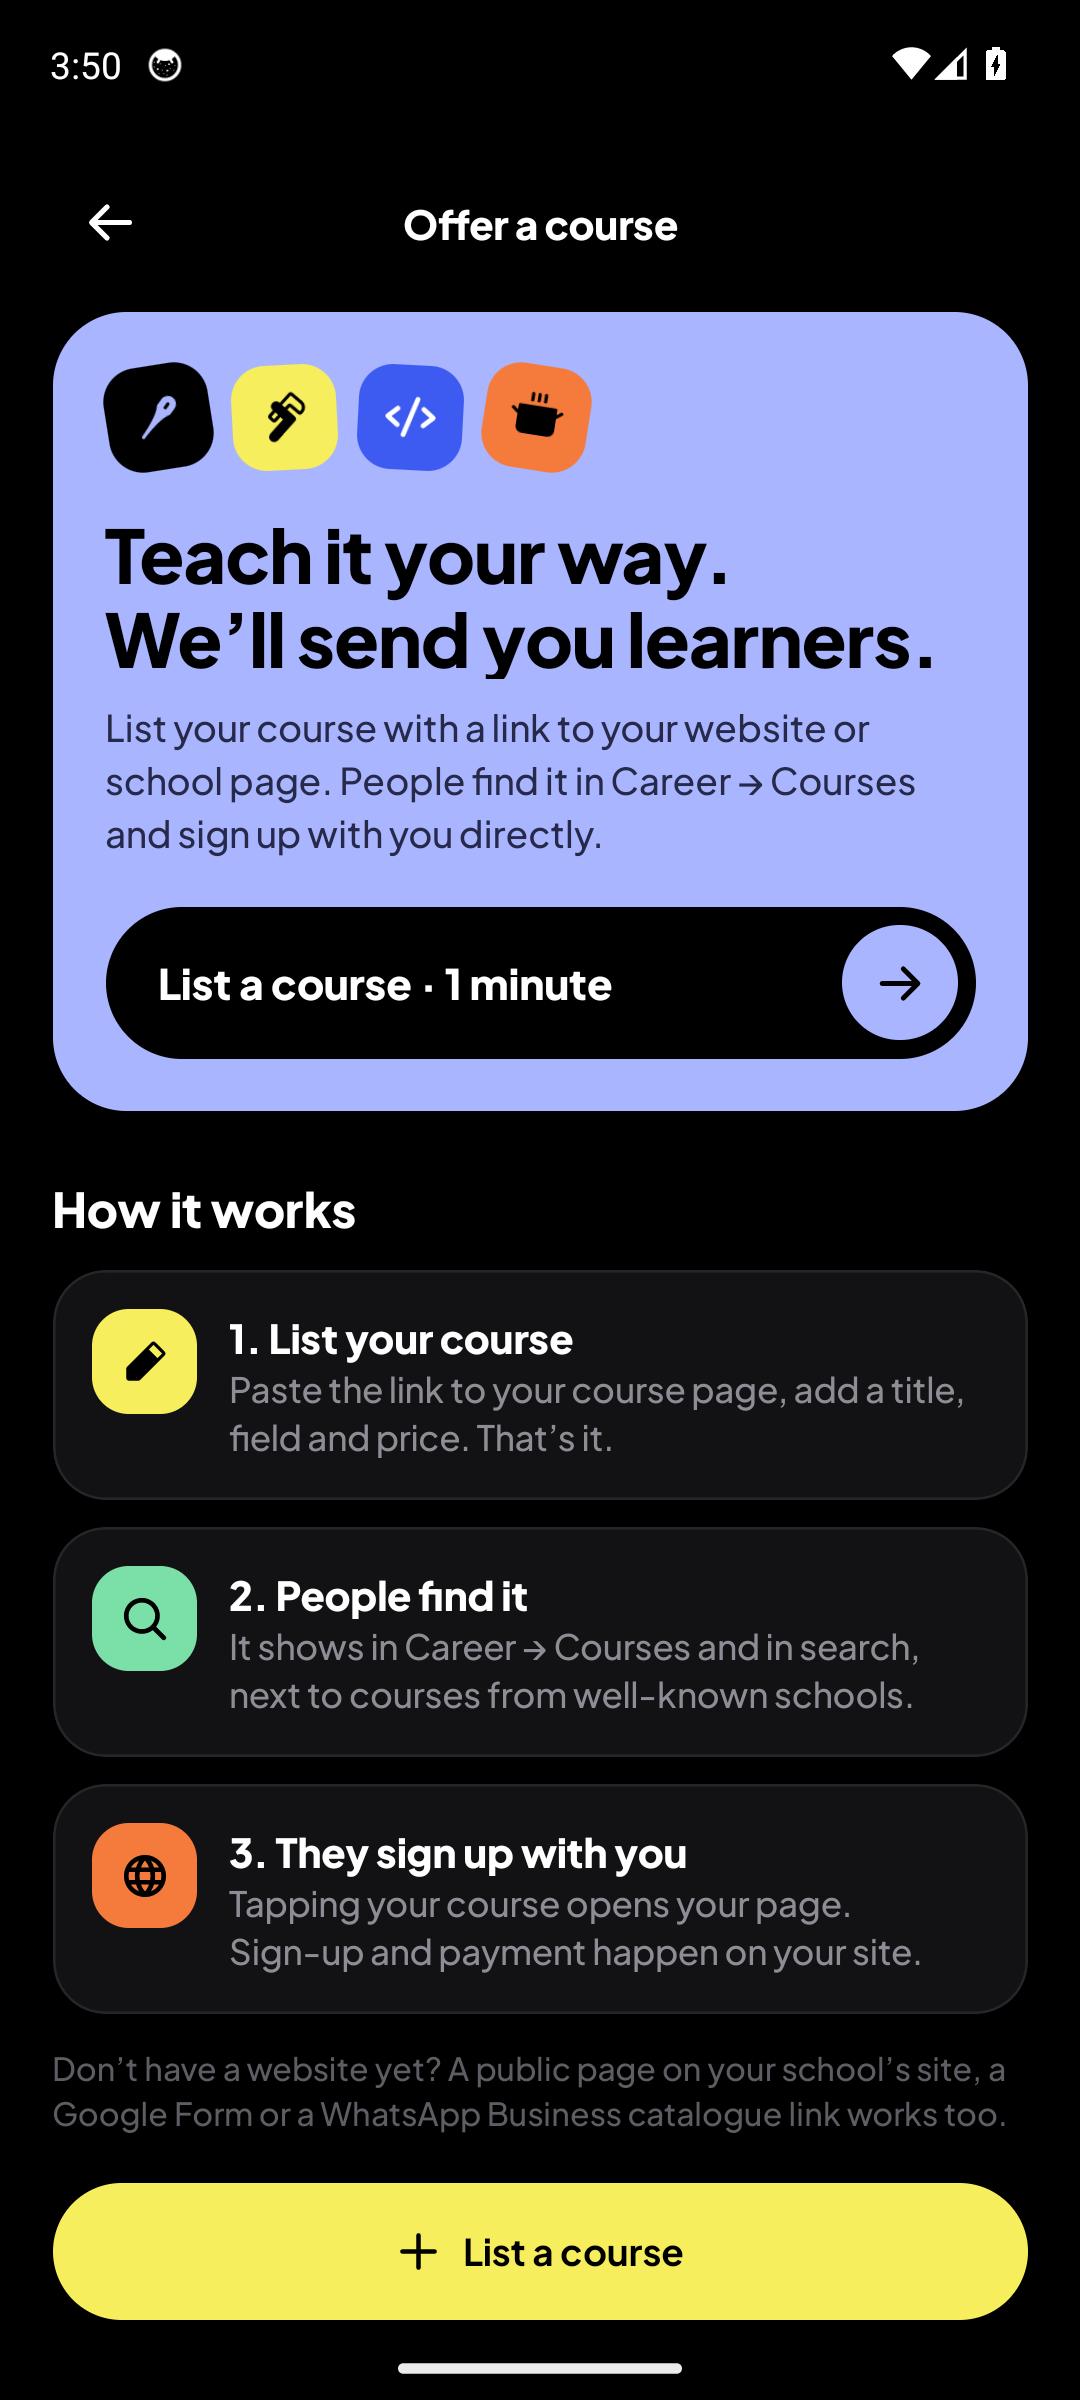 3:50
Offer a course
Teach it your way.
We’ll send you learners.
List your course with a link to your website or
school page. People find it in Career → Courses
and sign up with you directly.
List a course · 1 minute
How it works
1. List your course
Paste the link to your course page, add a title,
field and price. That’s it.
2. People find it
It shows in Career → Courses and in search,
next to courses from well-known schools.
3. They sign up with you
Tapping your course opens your page.
Sign-up and payment happen on your site.
Don’t have a website yet? A public page on your school’s site, a
Google Form or a WhatsApp Business catalogue link works too.
List a course